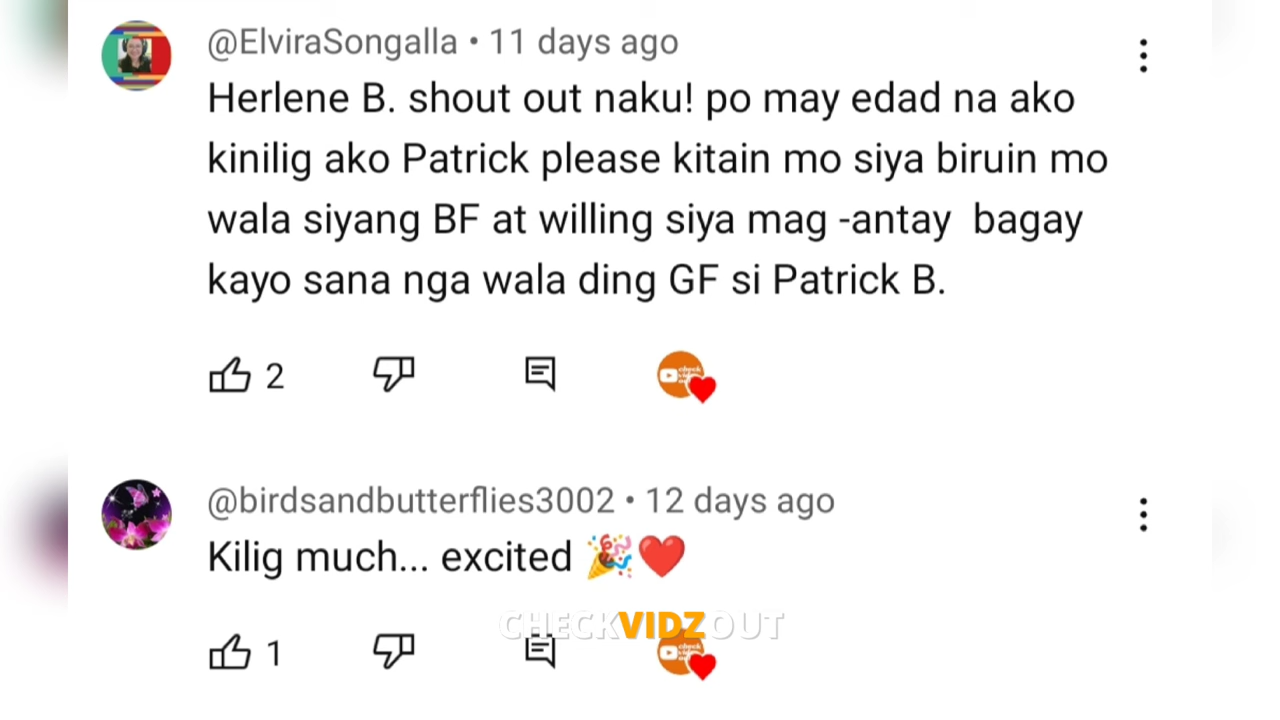 @ElviraSongalla • 11 days ago
Herlene B. shout out naku! po may edad na ako
kinilig ako Patrick please kitain mo siya biruin mo
wala siyang BF at willing siya mag -antay  bagay
kayo sana nga wala ding GF si Patrick B.
2
@birdsandbutterflies3002 • 12 days ago
Kilig much... excited 🎉❤️
CHECKVIDZOUT
1